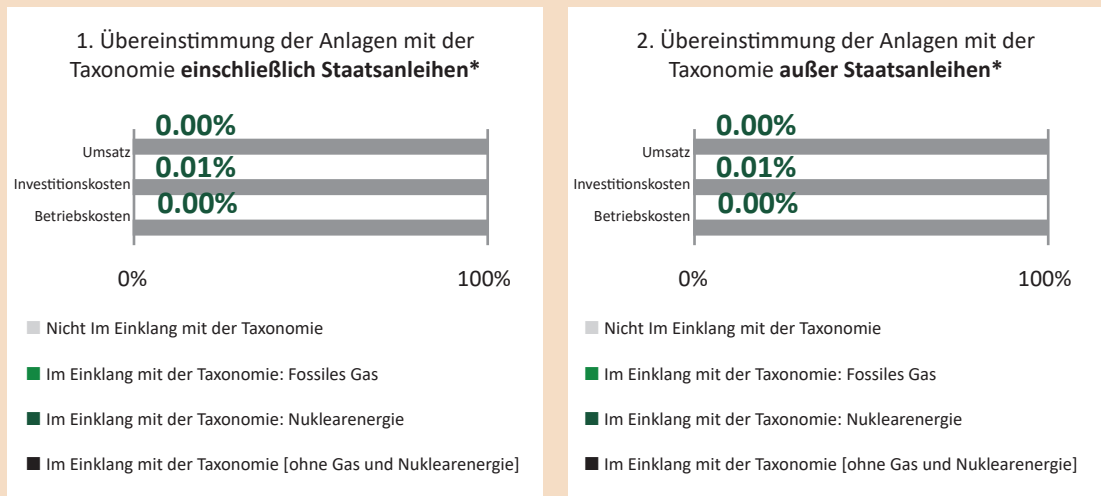 1. Übereinstimmung der Anlagen mit der
Taxonomie einschließlich Staatsanleihen*
0.00%
Umsatz
0.01%
Investitionskosten
0.00%
Betriebskosten
0%
100%
Nicht Im Einklang mit der Taxonomie
Im Einklang mit der Taxonomie: Fossiles Gas
Im Einklang mit der Taxonomie: Nuklearenergie
Im Einklang mit der Taxonomie [ohne Gas und Nuklearenergie]
2. Übereinstimmung der Anlagen mit der
Taxonomie außer Staatsanleihen*
0.00%
Umsatz
0.01%
Investitionskosten
0.00%
Betriebskosten
0%
100%
Nicht Im Einklang mit der Taxonomie
Im Einklang mit der Taxonomie: Fossiles Gas
Im Einklang mit der Taxonomie: Nuklearenergie
Im Einklang mit der Taxonomie [ohne Gas und Nuklearenergie]